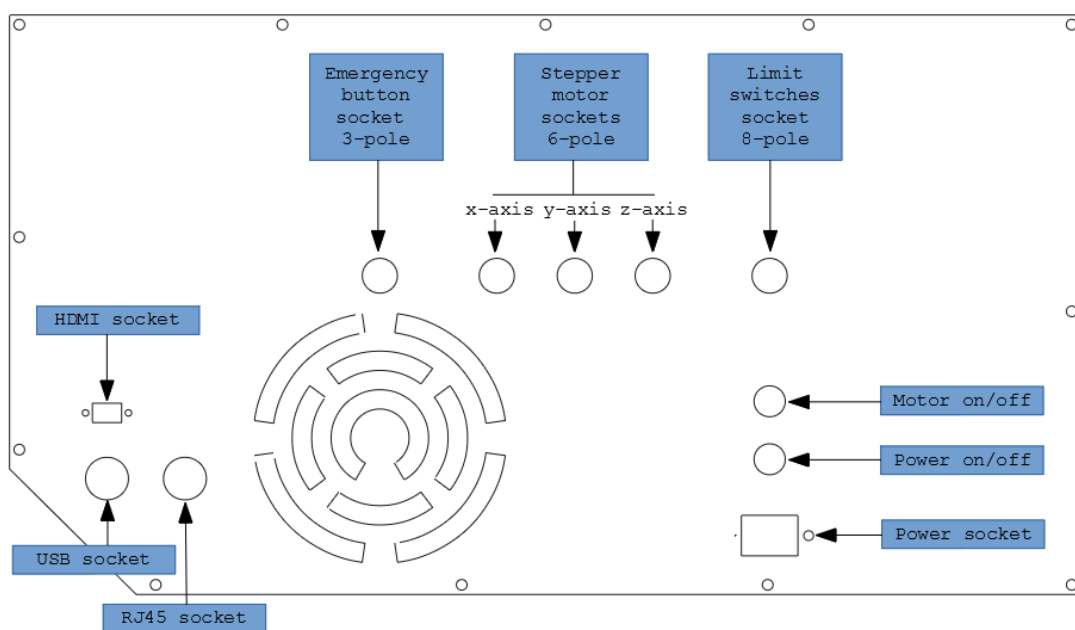 Emergency
button
socket
3-pole
Stepper
motor
sockets
6-pole
Limit
switches
socket
8-pole
x-axis y-axis z-axis
HDMI socket
Motor on/off
Power on/off
Power socket
USB socket
RJ45 socket